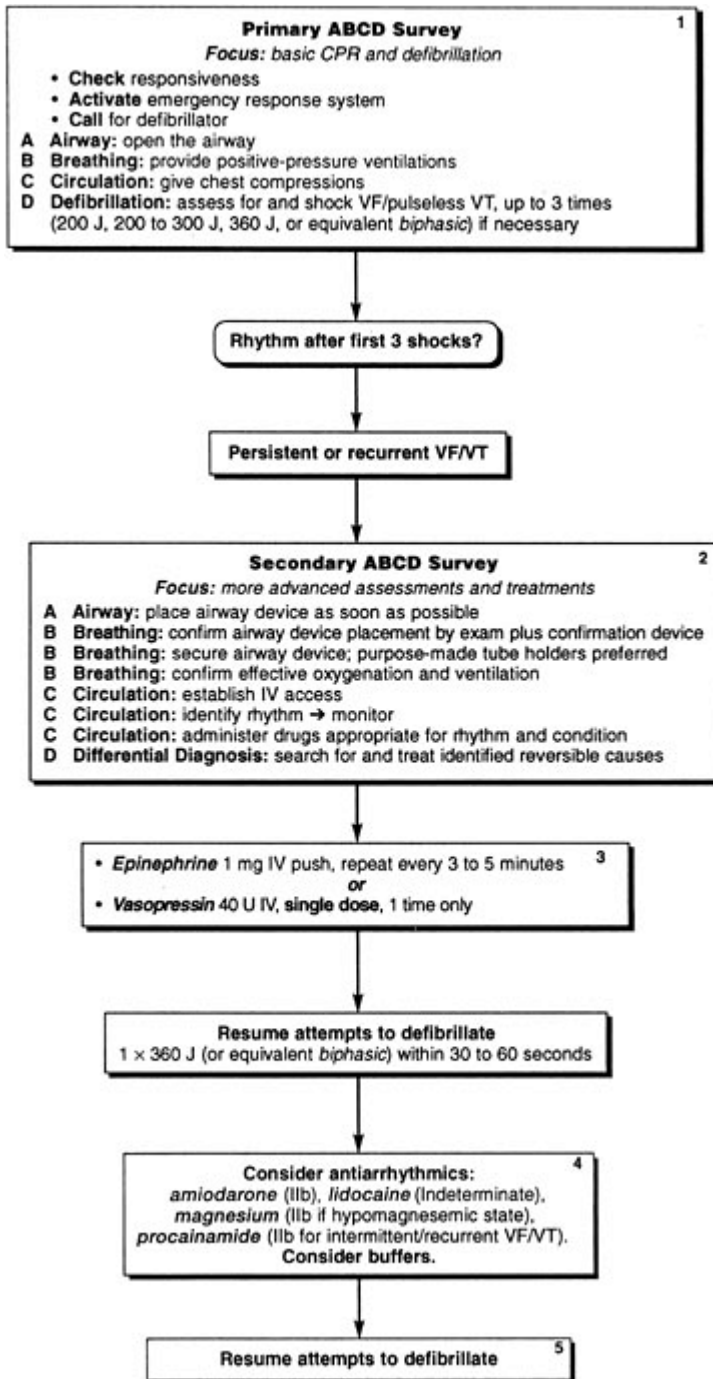 Primary ABCD Survey 1
Focus: basic CPR and defibrillation
• Check responsiveness
• Activate emergency response system
• Call for defibrillator
A Airway: open the airway
B Breathing: provide positive-pressure ventilations
C Circulation: give chest compressions
D Defibrillation: assess for and shock VF/pulseless VT, up to 3 times
(200 J, 200 to 300 J, 360 J, or equivalent biphasic) if necessary
Rhythm after first 3 shocks?
Persistent or recurrent VF/VT
Secondary ABCD Survey 2
Focus: more advanced assessments and treatments
A Airway: place airway device as soon as possible
B Breathing: confirm airway device placement by exam plus confirmation device
B Breathing: secure airway device; purpose-made tube holders preferred
B Breathing: confirm effective oxygenation and ventilation
C Circulation: establish IV access
C Circulation: identify rhythm → monitor
C Circulation: administer drugs appropriate for rhythm and condition
D Differential Diagnosis: search for and treat identified reversible causes
• Epinephrine 1 mg IV push, repeat every 3 to 5 minutes 3
or
• Vasopressin 40 U IV, single dose, 1 time only
Resume attempts to defibrillate
1 × 360 J (or equivalent biphasic) within 30 to 60 seconds
Consider antiarrhythmics: 4
amiodarone (IIb), lidocaine (Indeterminate),
magnesium (IIb if hypomagnesemic state),
procainamide (IIb for intermittent/recurrent VF/VT).
Consider buffers.
Resume attempts to defibrillate 5